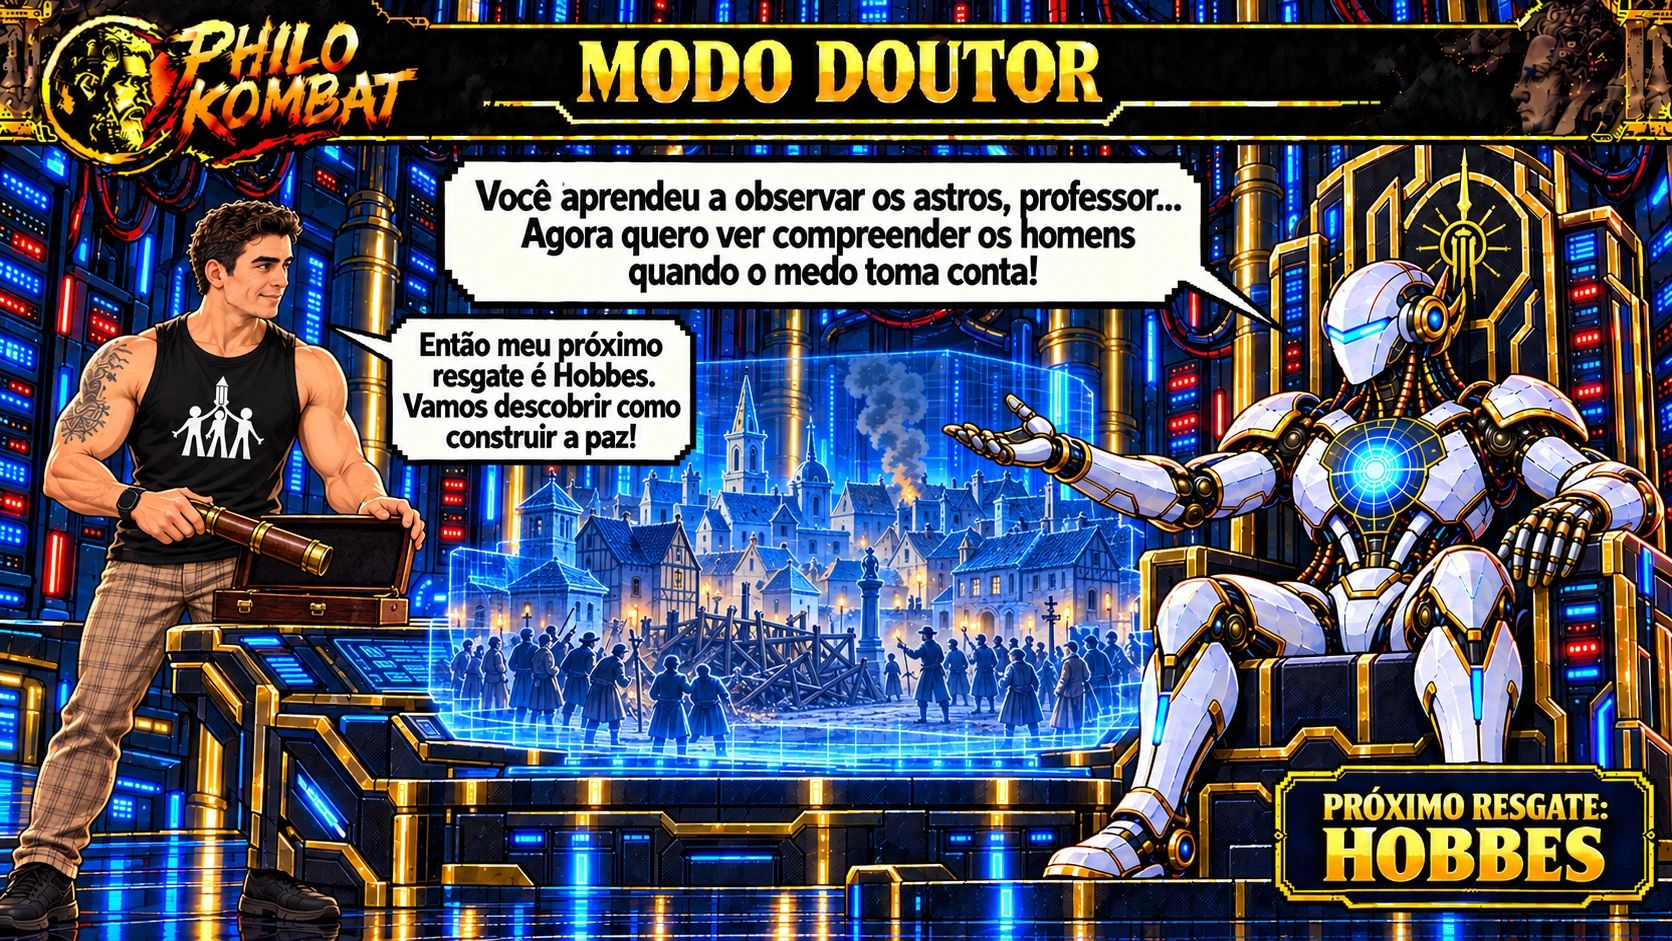 PHILO
KOMBAT
MODO DOUTOR
Você aprendeu a observar os astros, professor...
Agora quero ver compreender os homens
quando o medo toma conta!
Então meu próximo
resgate é Hobbes.
Vamos descobrir como
construir a paz!
PRÓXIMO RESGATE:
HOBBES